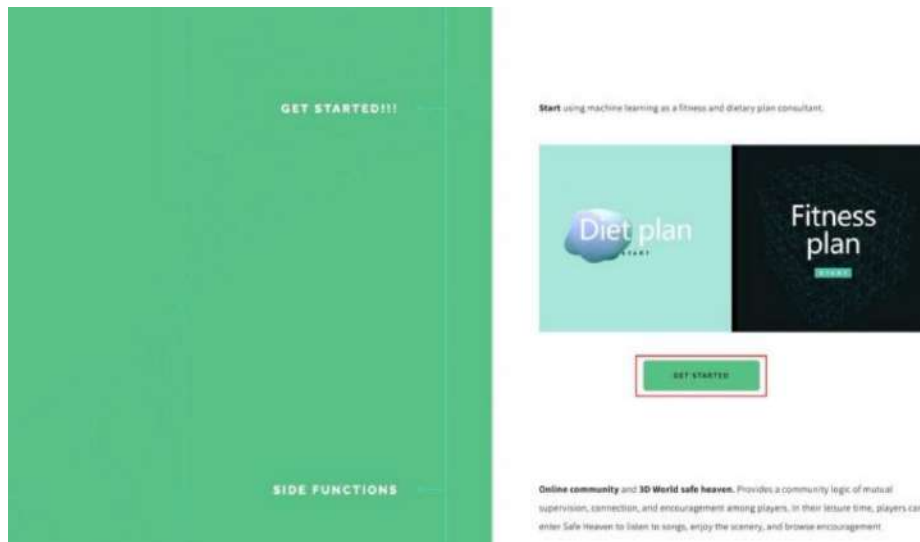 GET STARTED!!!
Start using machine learning as a fitness and dietary plan consultant.
Diet plan
START
Fitness
plan
START
GET STARTED
SIDE FUNCTIONS
Online community and 3D World safe heaven. Provides a community logic of mutual
supervision, connection, and encouragement among players. In their leisure time, players can
enter Safe Heaven to listen to songs, enjoy the scenery, and browse encouragement